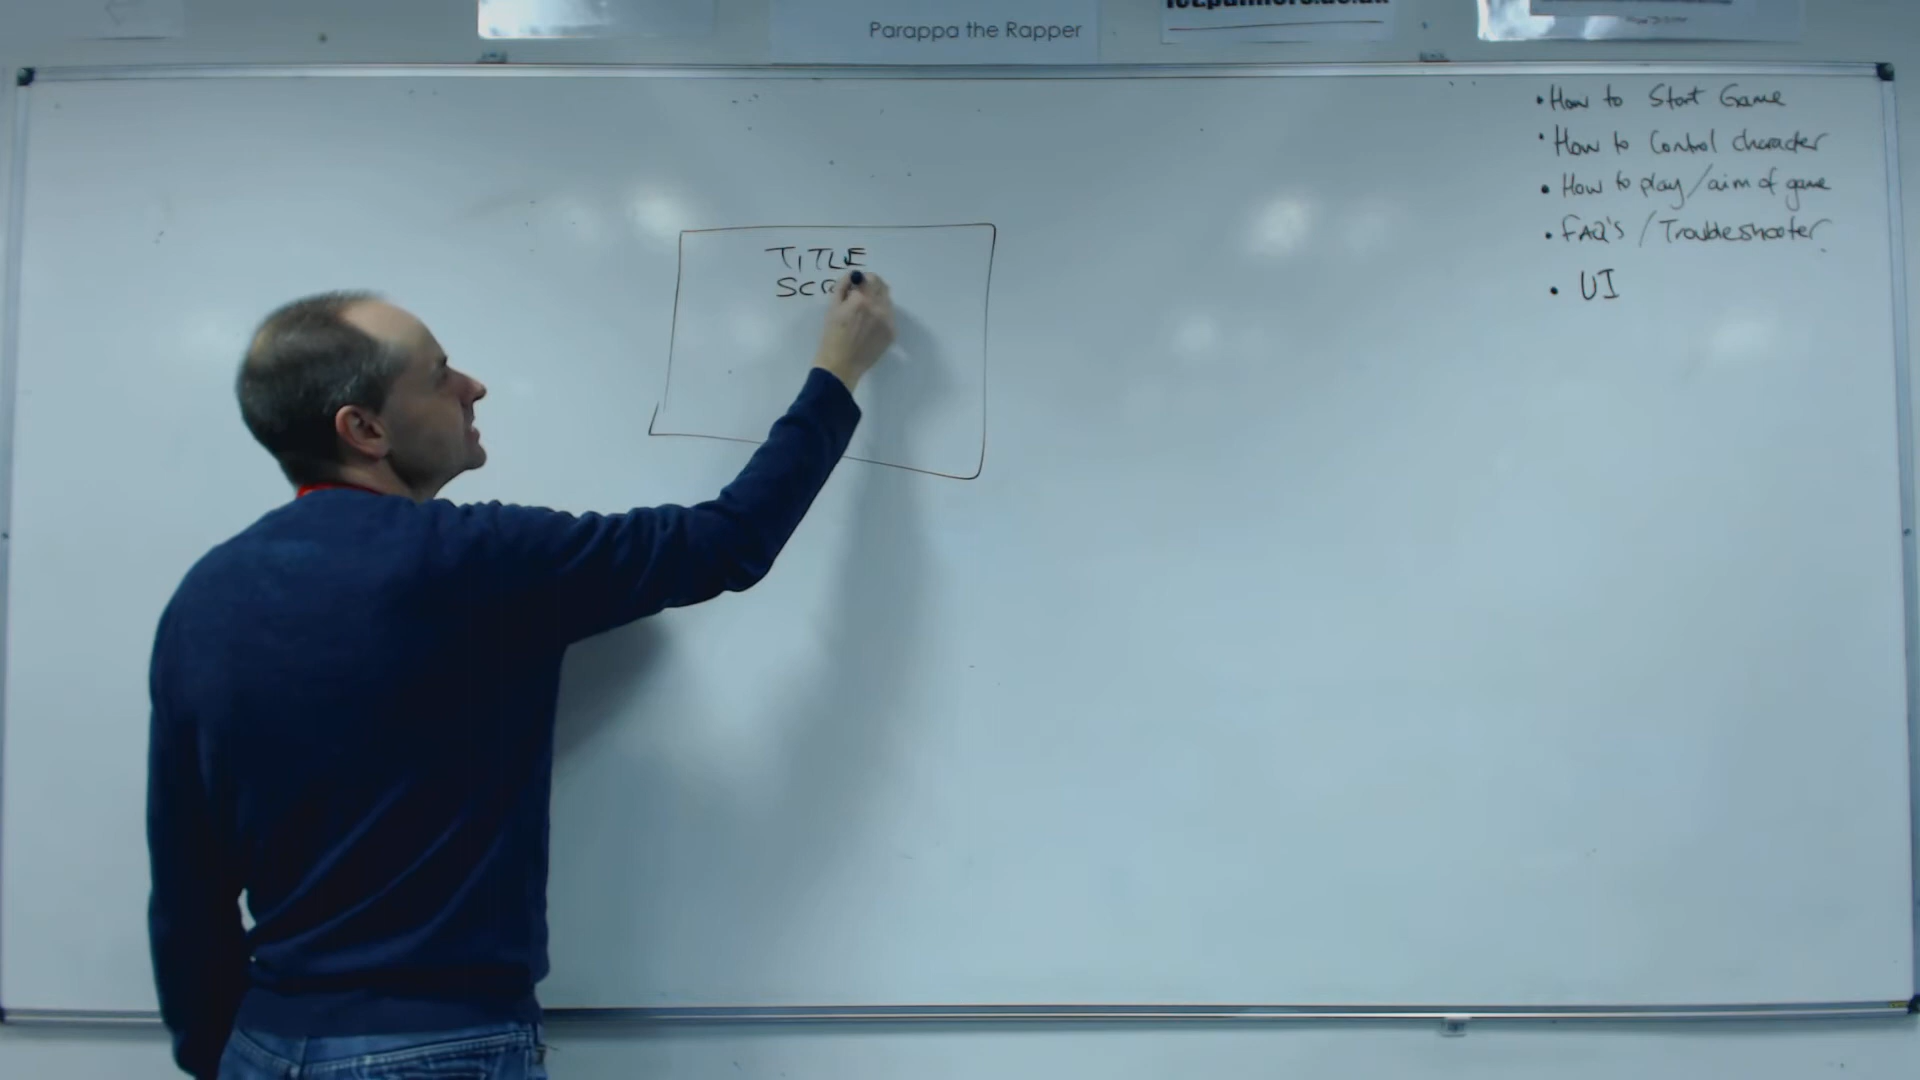 Parappa the Rapper
• How to Start Game
• How to Control character
• How to play / aim of game
• FAQ's / Troubleshooter
• UI
TITLE
SCR